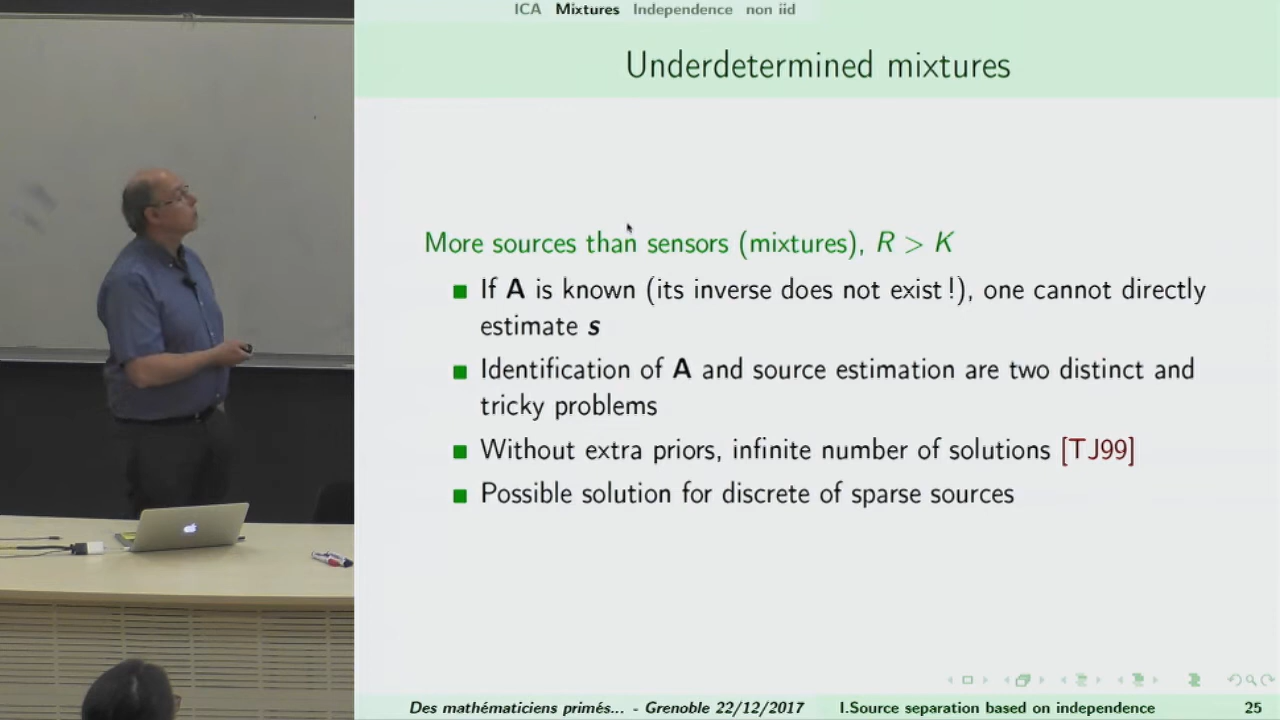 ICA Mixtures Independence non iid
Underdetermined mixtures
More sources than sensors (mixtures), R > K
If A is known (its inverse does not exist !), one cannot directly
estimate s
Identification of A and source estimation are two distinct and
tricky problems
Without extra priors, infinite number of solutions [TJ99]
Possible solution for discrete of sparse sources
Des mathématiciens primés... - Grenoble 22/12/2017
I.Source separation based on independence
25